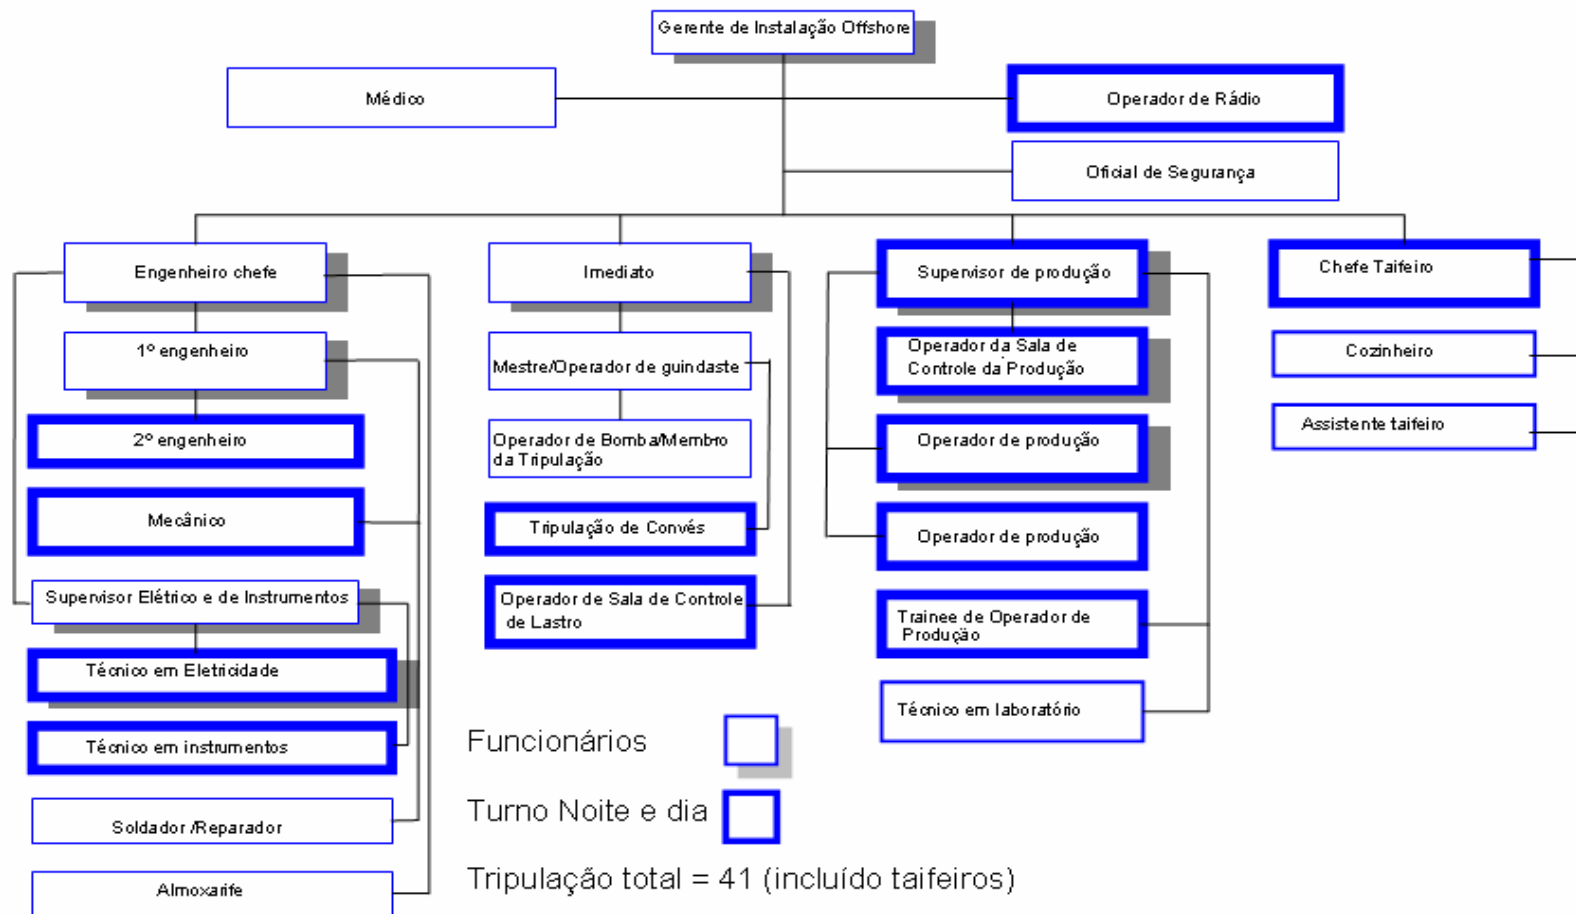 Gerente de Instalação Offshore
Médico
Operador de Rádio
Oficial de Segurança
Engenheiro chefe
Imediato
Supervisor de produção
Chefe Taifeiro
1º engenheiro
Mestre/Operador de guindaste
Operador da Sala de
Controle da Produção
Cozinheiro
2º engenheiro
Operador de Bomba/Membro
da Tripulação
Operador de produção
Assistente taifeiro
Mecânico
Tripulação de Convés
Operador de produção
Supervisor Elétrico e de Instrumentos
Operador de Sala de Controle
de Lastro
Trainee de Operador de
Produção
Técnico em Eletricidade
Técnico em laboratório
Técnico em instrumentos
Funcionários
Turno Noite e dia
Soldador /Reparador
Almoxarife
Tripulação total = 41 (incluído taifeiros)